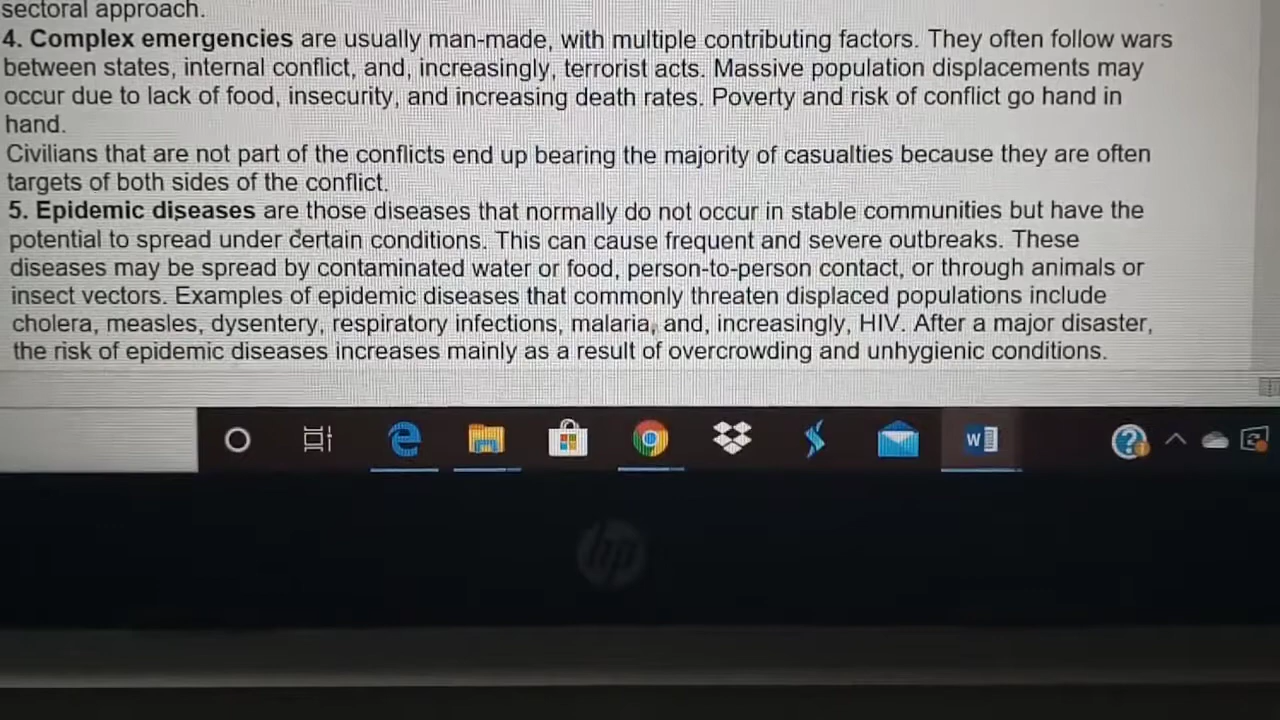 sectoral approach.
4. Complex emergencies are usually man-made, with multiple contributing factors. They often follow wars
between states, internal conflict, and, increasingly, terrorist acts. Massive population displacements may
occur due to lack of food, insecurity, and increasing death rates. Poverty and risk of conflict go hand in
hand.
Civilians that are not part of the conflicts end up bearing the majority of casualties because they are often
targets of both sides of the conflict.
5. Epidemic diseases are those diseases that normally do not occur in stable communities but have the
potential to spread under certain conditions. This can cause frequent and severe outbreaks. These
diseases may be spread by contaminated water or food, person-to-person contact, or through animals or
insect vectors. Examples of epidemic diseases that commonly threaten displaced populations include
cholera, measles, dysentery, respiratory infections, malaria, and, increasingly, HIV. After a major disaster,
the risk of epidemic diseases increases mainly as a result of overcrowding and unhygienic conditions.
W
hp